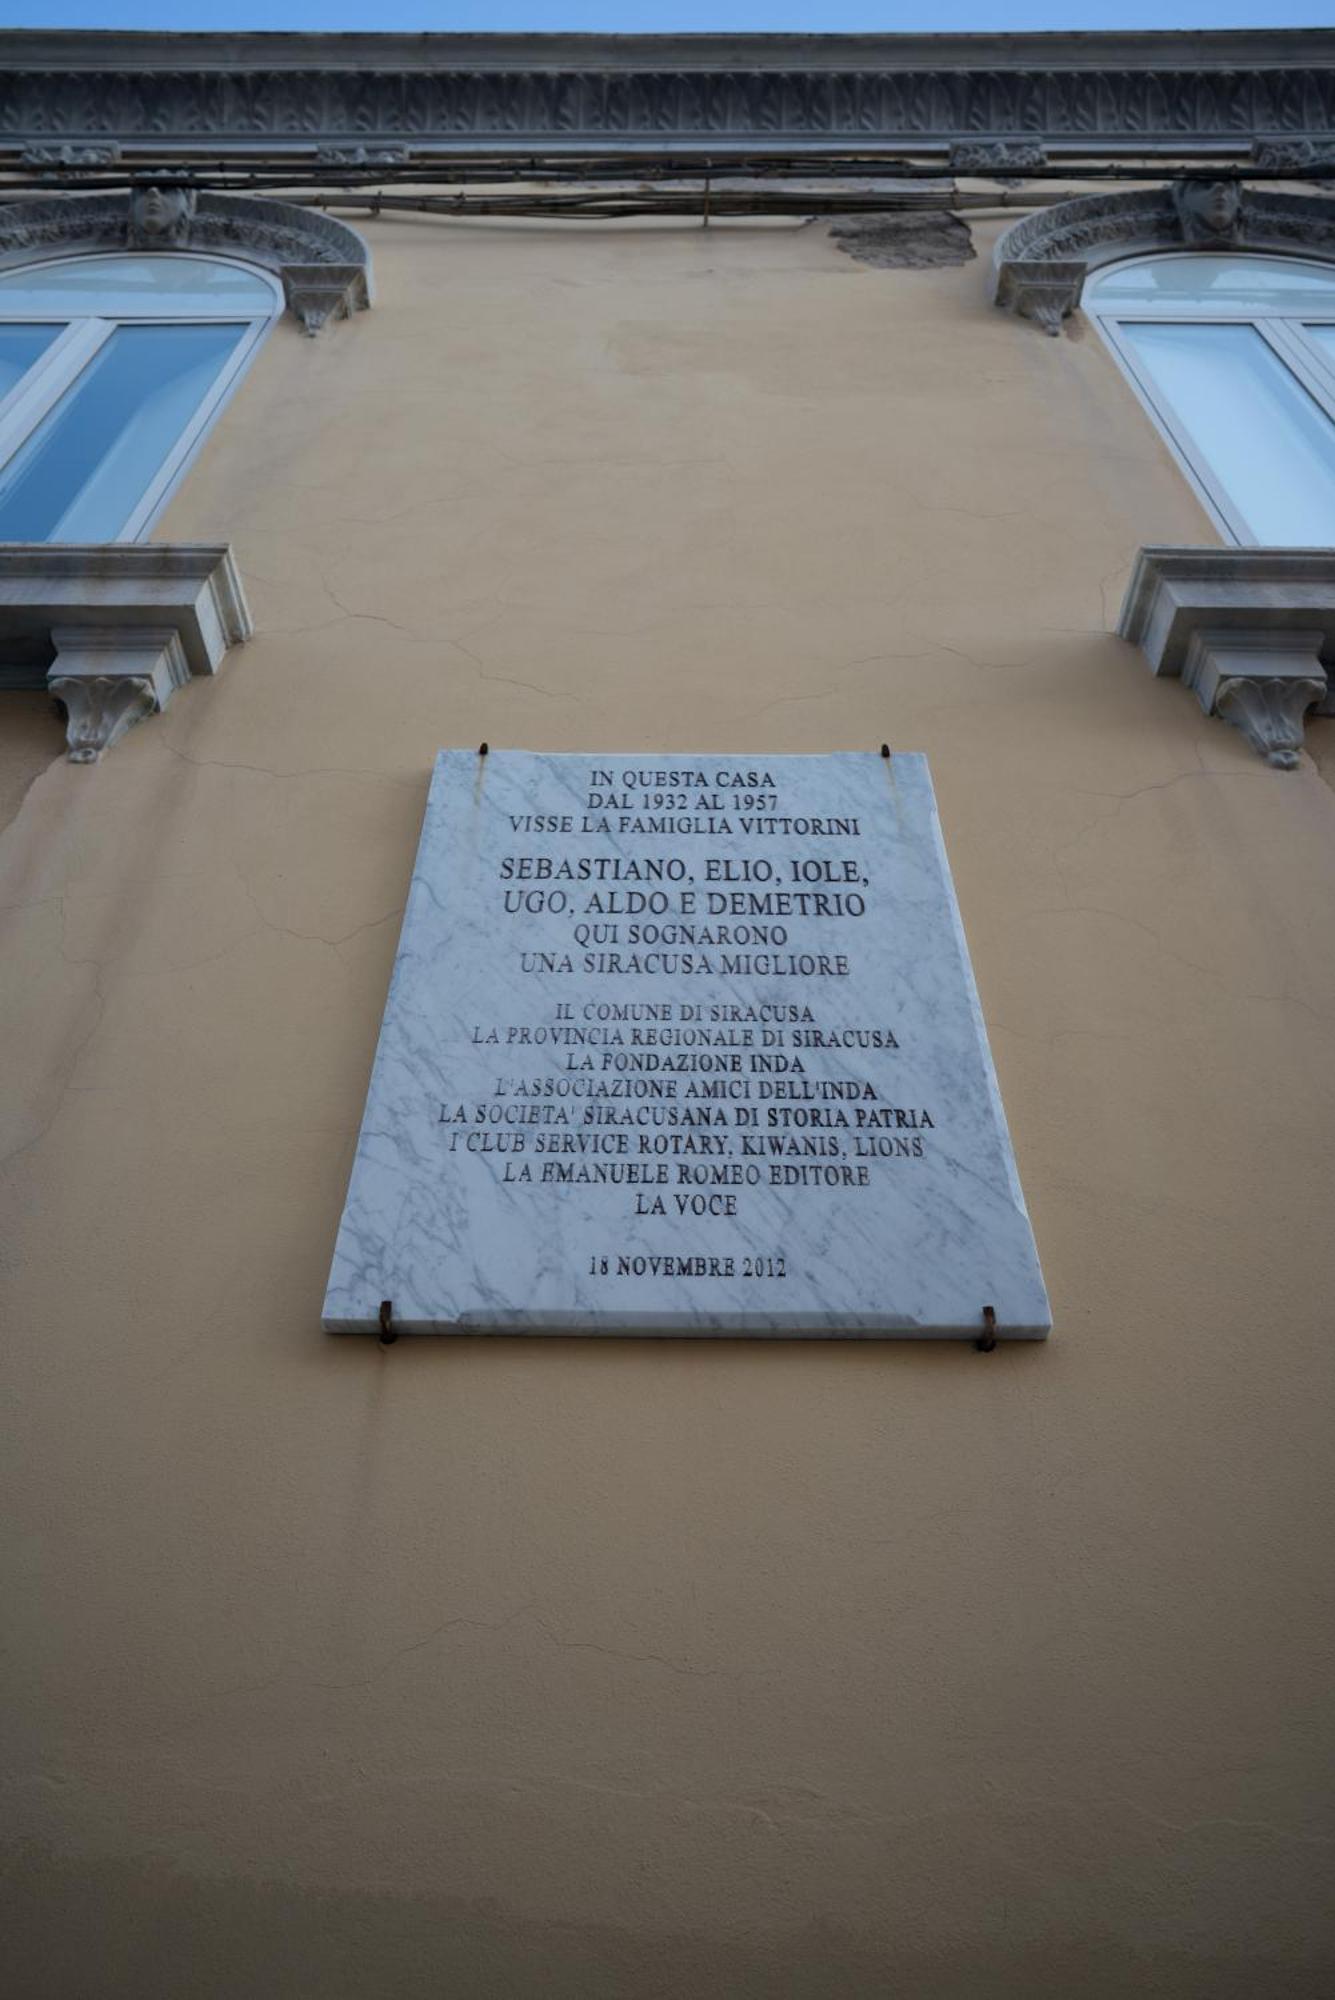 IN QUESTA CASA
DAL 1932 AL 1957
VISSE LA FAMIGLIA VITTORINI
SEBASTIANO, ELIO, IOLE,
UGO, ALDO E DEMETRIO
QUI SOGNARONO
UNA SIRACUSA MIGLIORE
IL COMUNE DI SIRACUSA
LA PROVINCIA REGIONALE DI SIRACUSA
LA FONDAZIONE INDA
L'ASSOCIAZIONE AMICI DELL'INDA
LA SOCIETA' SIRACUSANA DI STORIA PATRIA
I CLUB SERVICE ROTARY, KIWANIS, LIONS
LA EMANUELE ROMEO EDITORE
LA VOCE
18 NOVEMBRE 2012